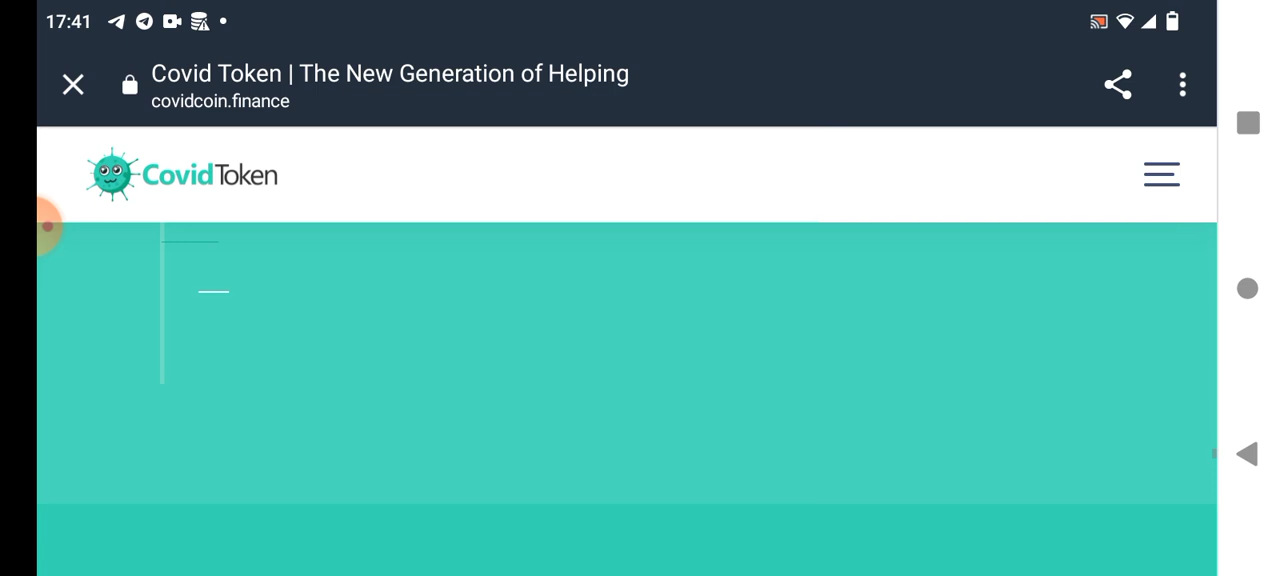 17:41
Covid Token | The New Generation of Helping
covidcoin.finance
CovidToken